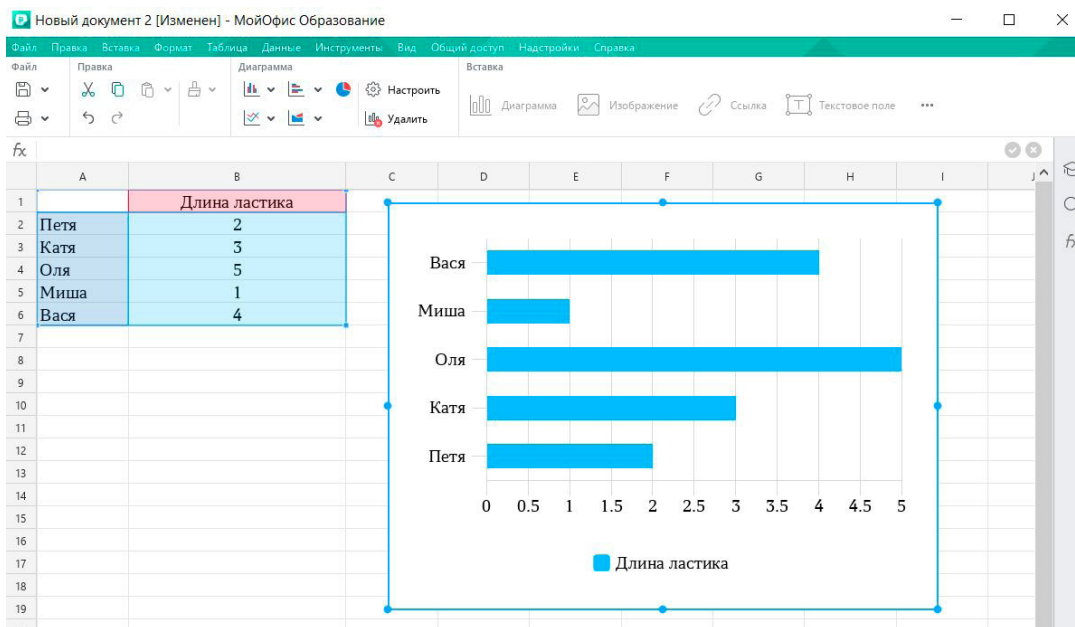 Новый документ 2 [Изменен] - МойОфис Образование
Файл Правка Вставка Формат Таблица Данные Инструменты Вид Общий доступ Надстройки Справка
Файл Правка Диаграмма Вставка
Настроить
Диаграмма Изображение Ссылка Текстовое поле
Удалить
fx
A B C D E F G H I J
1 Длина ластика
2 Петя 2
3 Катя 3
4 Оля 5
5 Миша 1
6 Вася 4
7
8
9
10
11
12
13
14
15
16
17
18
19
Вася
Миша
Оля
Катя
Петя
0 0.5 1 1.5 2 2.5 3 3.5 4 4.5 5
Длина ластика